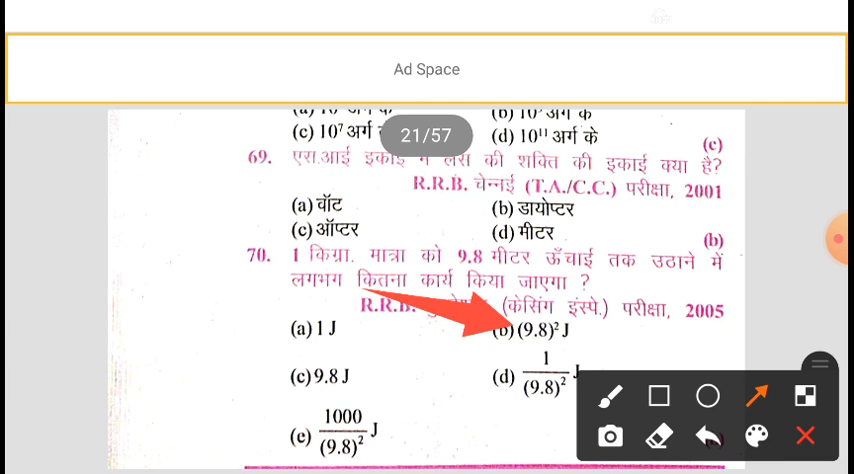 Ad Space
21/57
(c) 10⁷ अर्ग
(d) 10¹¹ अर्ग के
(c)
69. एस.आई इकाई में लेंस की शक्ति की इकाई क्या है?
R.R.B. चेन्नई (T.A./C.C.) परीक्षा, 2001
(a) वॉट (b) डायोप्टर
(c) ऑप्टर (d) मीटर (b)
70. 1 किग्रा. मात्रा को 9.8 मीटर ऊँचाई तक उठाने में
लगभग कितना कार्य किया जाएगा ?
R.R.B. (केसिंग इंस्पे.) परीक्षा, 2005
(a) 1 J (b) (9.8)² J
(c) 9.8 J (d) 1/(9.8)² J
(e) 1000/(9.8)² J